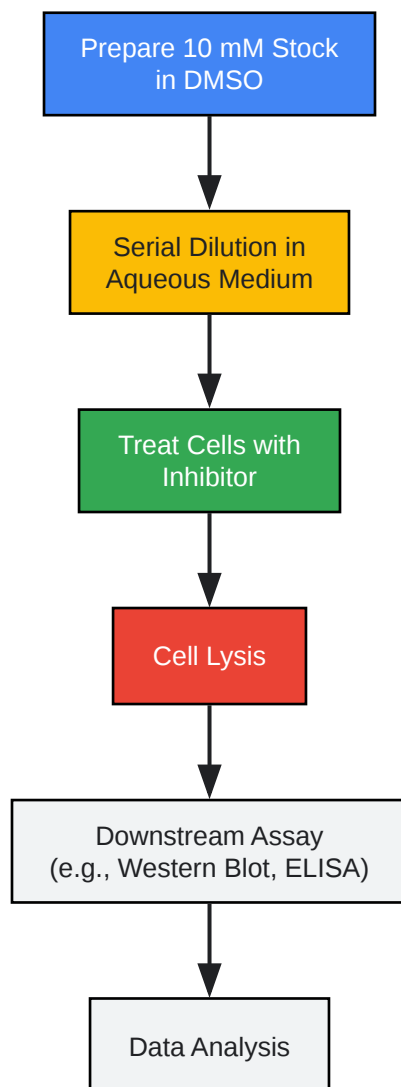 Prepare 10 mM Stock
in DMSO
Serial Dilution in
Aqueous Medium
Treat Cells with
Inhibitor
Cell Lysis
Downstream Assay
(e.g., Western Blot, ELISA)
Data Analysis